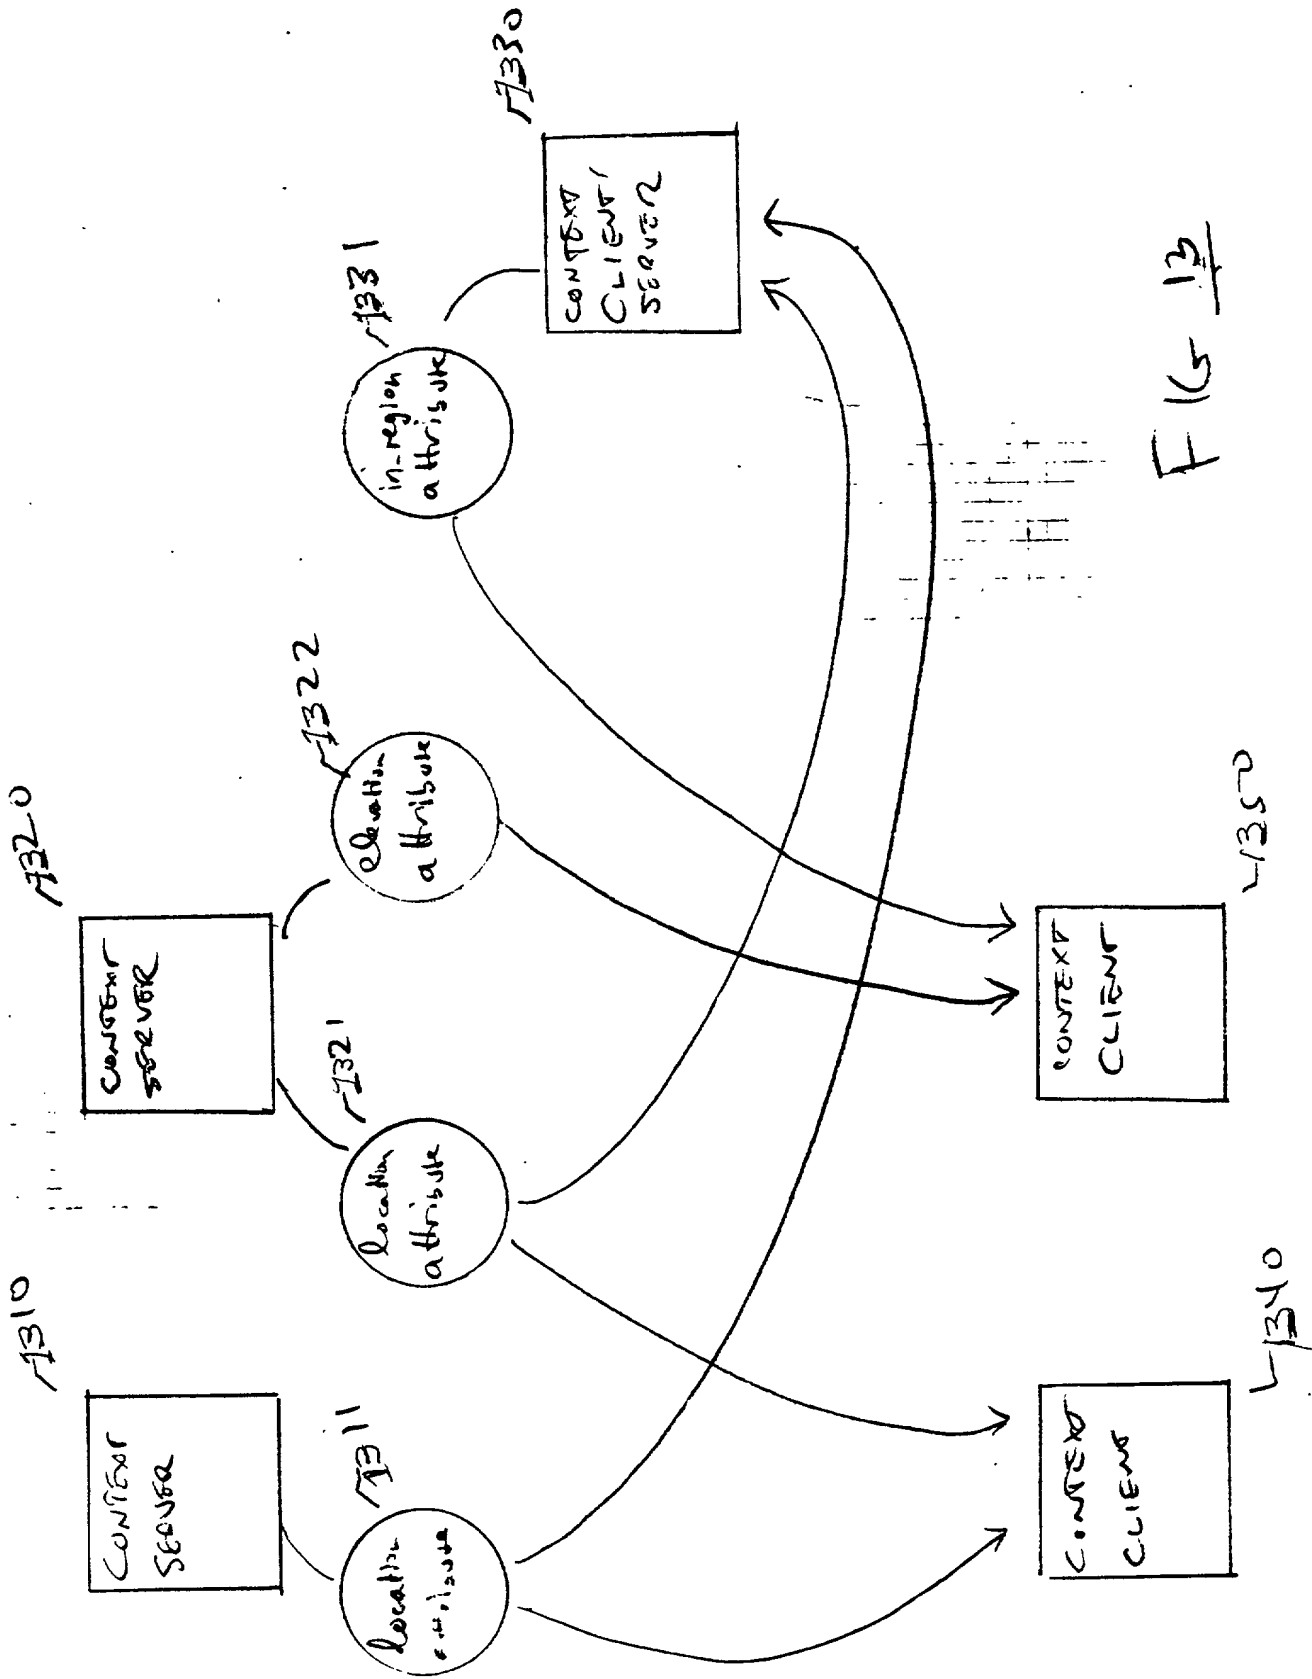 1310
CONTEXT
SERVER
1311
location
attribute
1320
CONTEXT
SERVER
1321
location
attribute
1322
elevation
attribute
1331
in-region
attribute
1330
CONTEXT
CLIENT/
SERVER
CONTEXT
CLIENT
1340
CONTEXT
CLIENT
1350
FIG 13